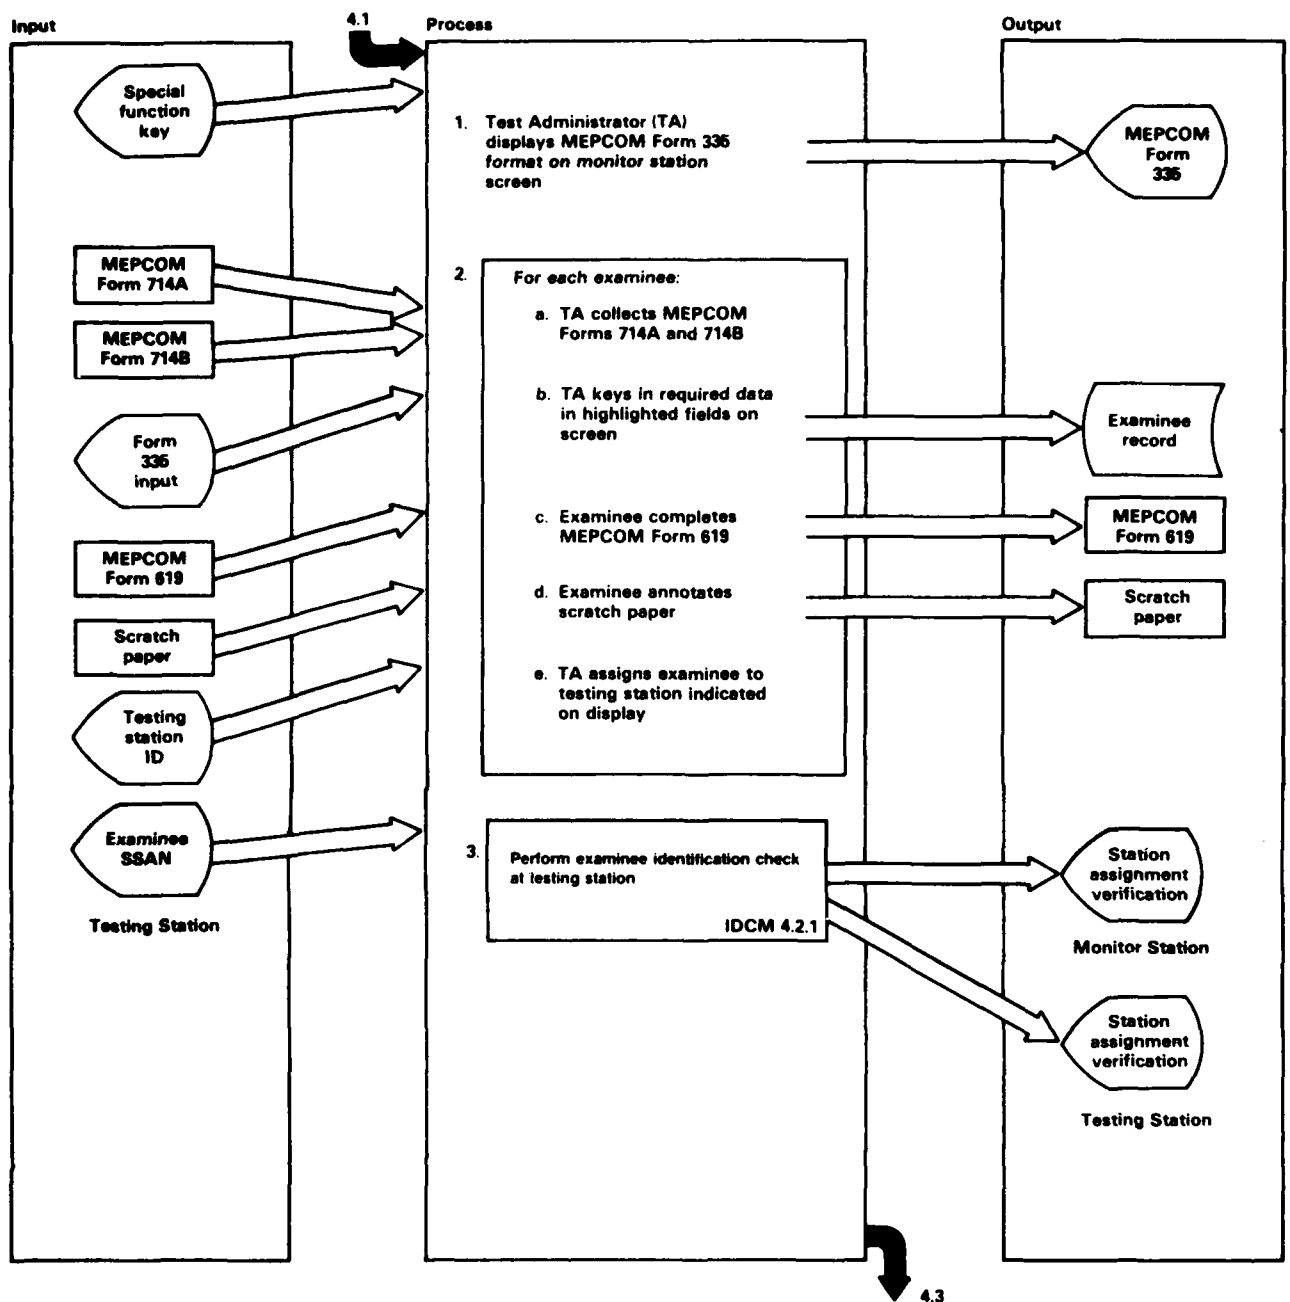 Input
4.1
Process
Output
Special
function
key
1. Test Administrator (TA)
displays MEPCOM Form 335
format on monitor station
screen
MEPCOM
Form
335
MEPCOM
Form 714A
MEPCOM
Form 714B
Form
335
input
MEPCOM
Form 619
Scratch
paper
Testing
station
ID
Examinee
SSAN
Testing Station
2. For each examinee:
a. TA collects MEPCOM
Forms 714A and 714B
b. TA keys in required data
in highlighted fields on
screen
c. Examinee completes
MEPCOM Form 619
d. Examinee annotates
scratch paper
e. TA assigns examinee to
testing station indicated
on display
3. Perform examinee identification check
at testing station
IDCM 4.2.1
Examinee
record
MEPCOM
Form 619
Scratch
paper
Station
assignment
verification
Monitor Station
Station
assignment
verification
Testing Station
4.3